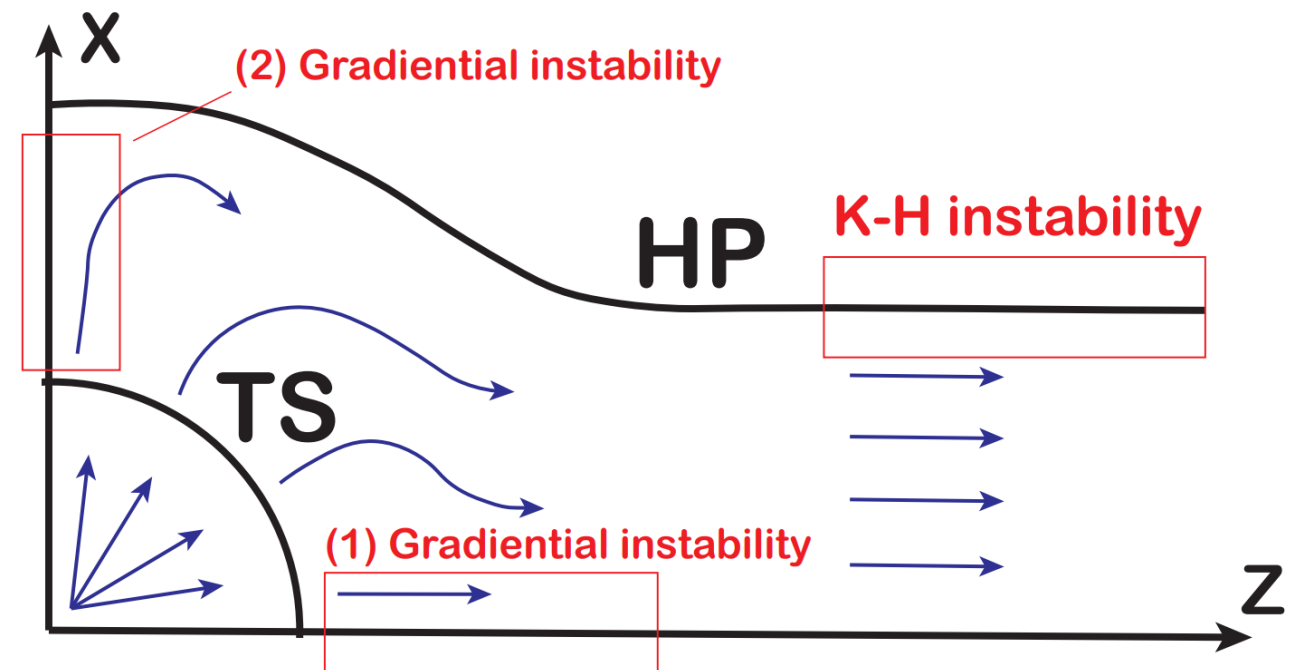 X
(2) Gradiential instability
K-H instability
HP
TS
(1) Gradiential instability
Z